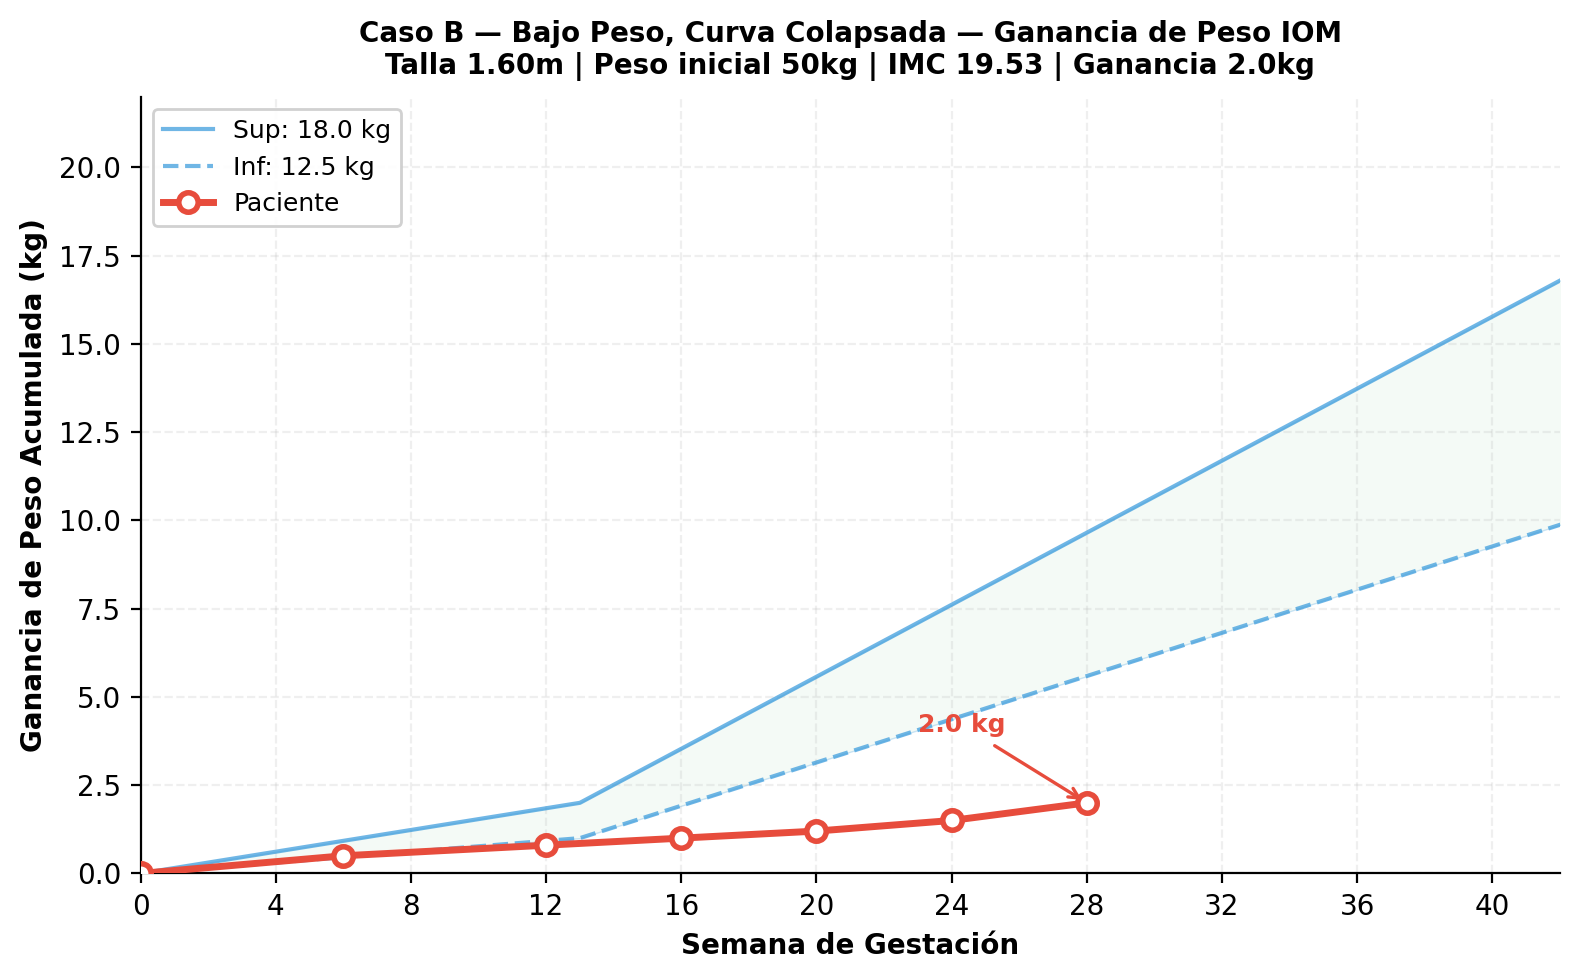 Caso B — Bajo Peso, Curva Colapsada — Ganancia de Peso IOM
Talla 1.60m | Peso inicial 50kg | IMC 19.53 | Ganancia 2.0kg
Sup: 18.0 kg
Inf: 12.5 kg
Paciente
Ganancia de Peso Acumulada (kg)
20.0
17.5
15.0
12.5
10.0
7.5
5.0
2.5
0.0
2.0 kg
0 4 8 12 16 20 24 28 32 36 40
Semana de Gestación